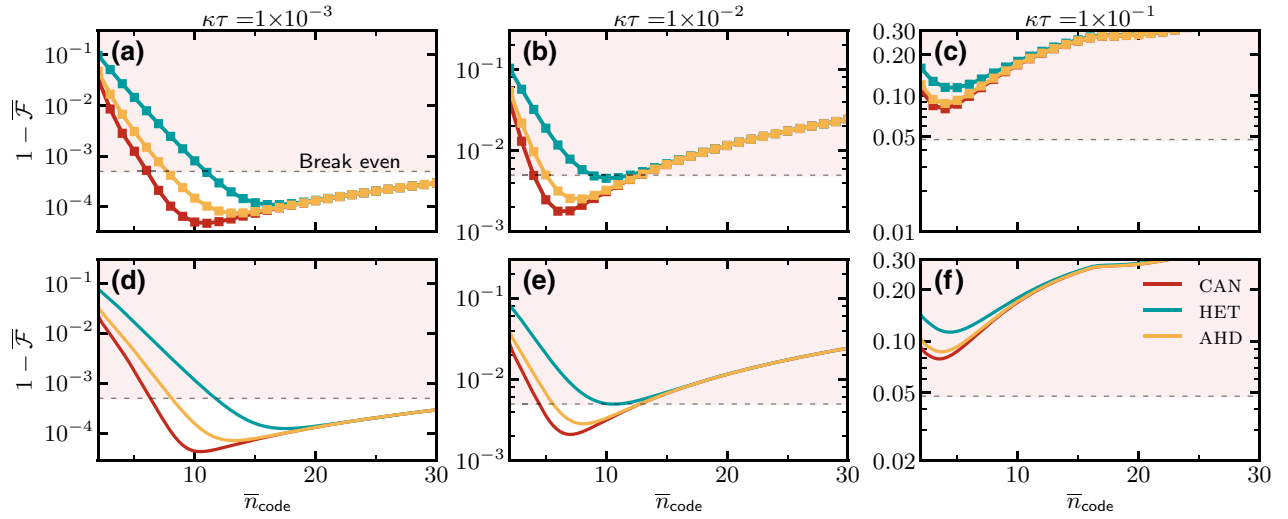 κτ = 1×10⁻³
κτ = 1×10⁻²
κτ = 1×10⁻¹
(a)
(b)
(c)
1 − F̅
10⁻¹
10⁻²
10⁻³
10⁻⁴
Break even
10⁻¹
10⁻²
10⁻³
0.30
0.10
0.05
0.01
(d)
(e)
(f)
1 − F̅
10⁻¹
10⁻²
10⁻³
10⁻⁴
10⁻¹
10⁻²
10⁻³
0.30
0.20
0.10
0.05
0.02
CAN
HET
AHD
10 20 30
10 20 30
10 20 30
n̅code
n̅code
n̅code